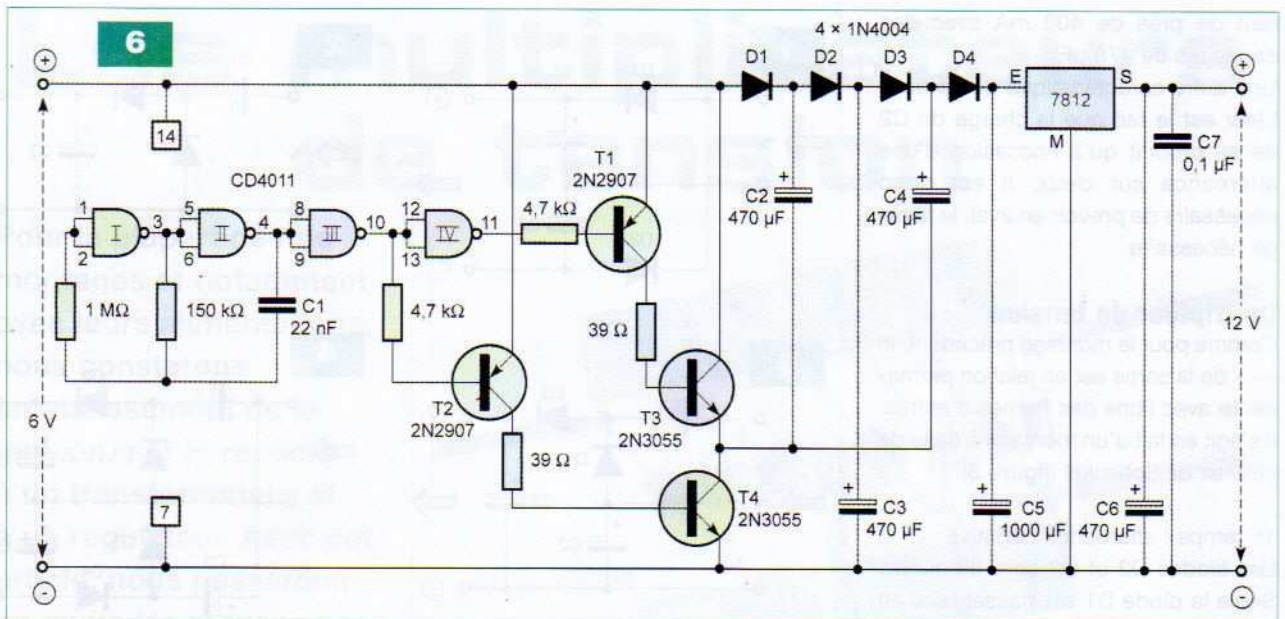 6
4 × 1N4004
D1 D2 D3 D4
E 7812 S
M
14
CD4011
T1
2N2907
4,7 kΩ
C2
470 µF
C4
470 µF
C7
0,1 µF
1
2
I
3
5
6
II
4
8
9
III
10
12
13
IV
11
1 MΩ
150 kΩ
C1
22 nF
4,7 kΩ
39 Ω
T2
2N2907
T3
2N3055
39 Ω
6 V
12 V
7
T4
2N3055
C3
470 µF
C5
1000 µF
C6
470 µF